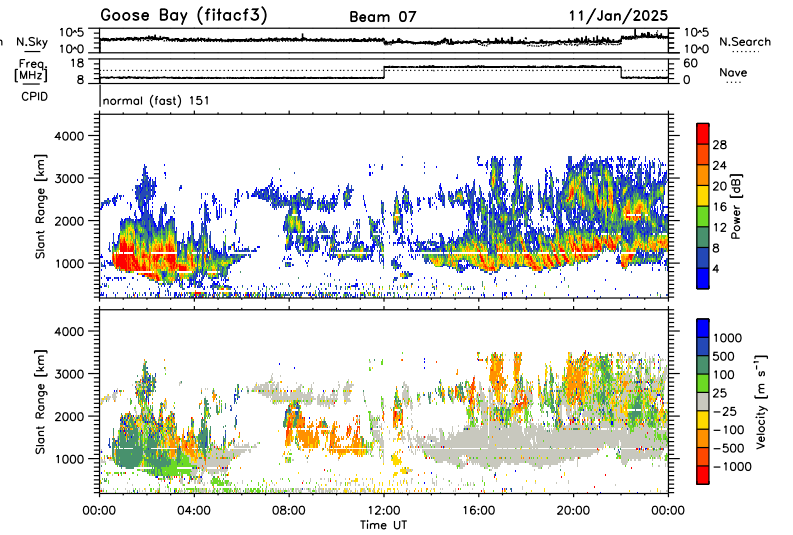 Goose Bay (fitacf3) Beam 07 11/Jan/2025
n N.Sky 10^5 10^0 10^5 10^0 N.Search
Freq. [MHz] 18 8 60 0 Nave
CPID normal (fast) 151
Slant Range [km] 4000 3000 2000 1000
Power [dB] 28 24 20 16 12 8 4
Slant Range [km] 4000 3000 2000 1000
Velocity [m s⁻¹] 1000 500 100 25 −25 −100 −500 −1000
00:00 04:00 08:00 12:00 16:00 20:00 00:00
Time UT